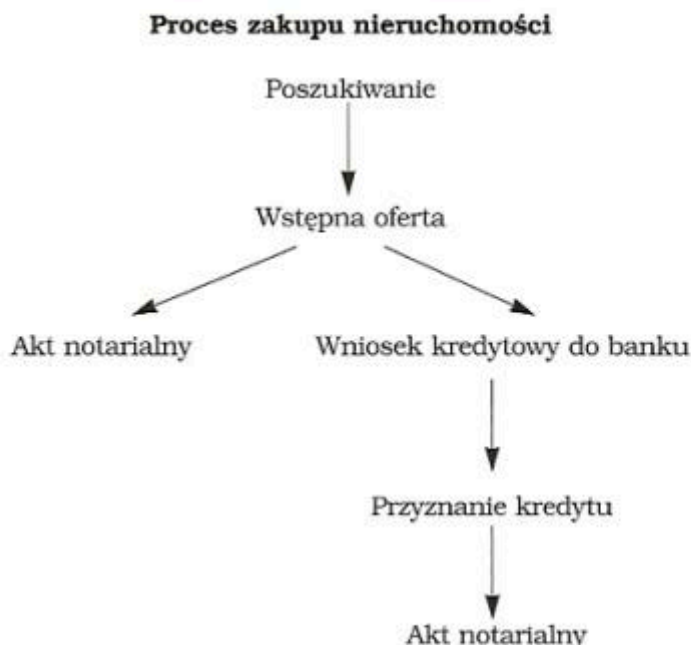 Proces zakupu nieruchomości
Poszukiwanie
Wstępna oferta
Akt notarialny
Wniosek kredytowy do banku
Przyznanie kredytu
Akt notarialny